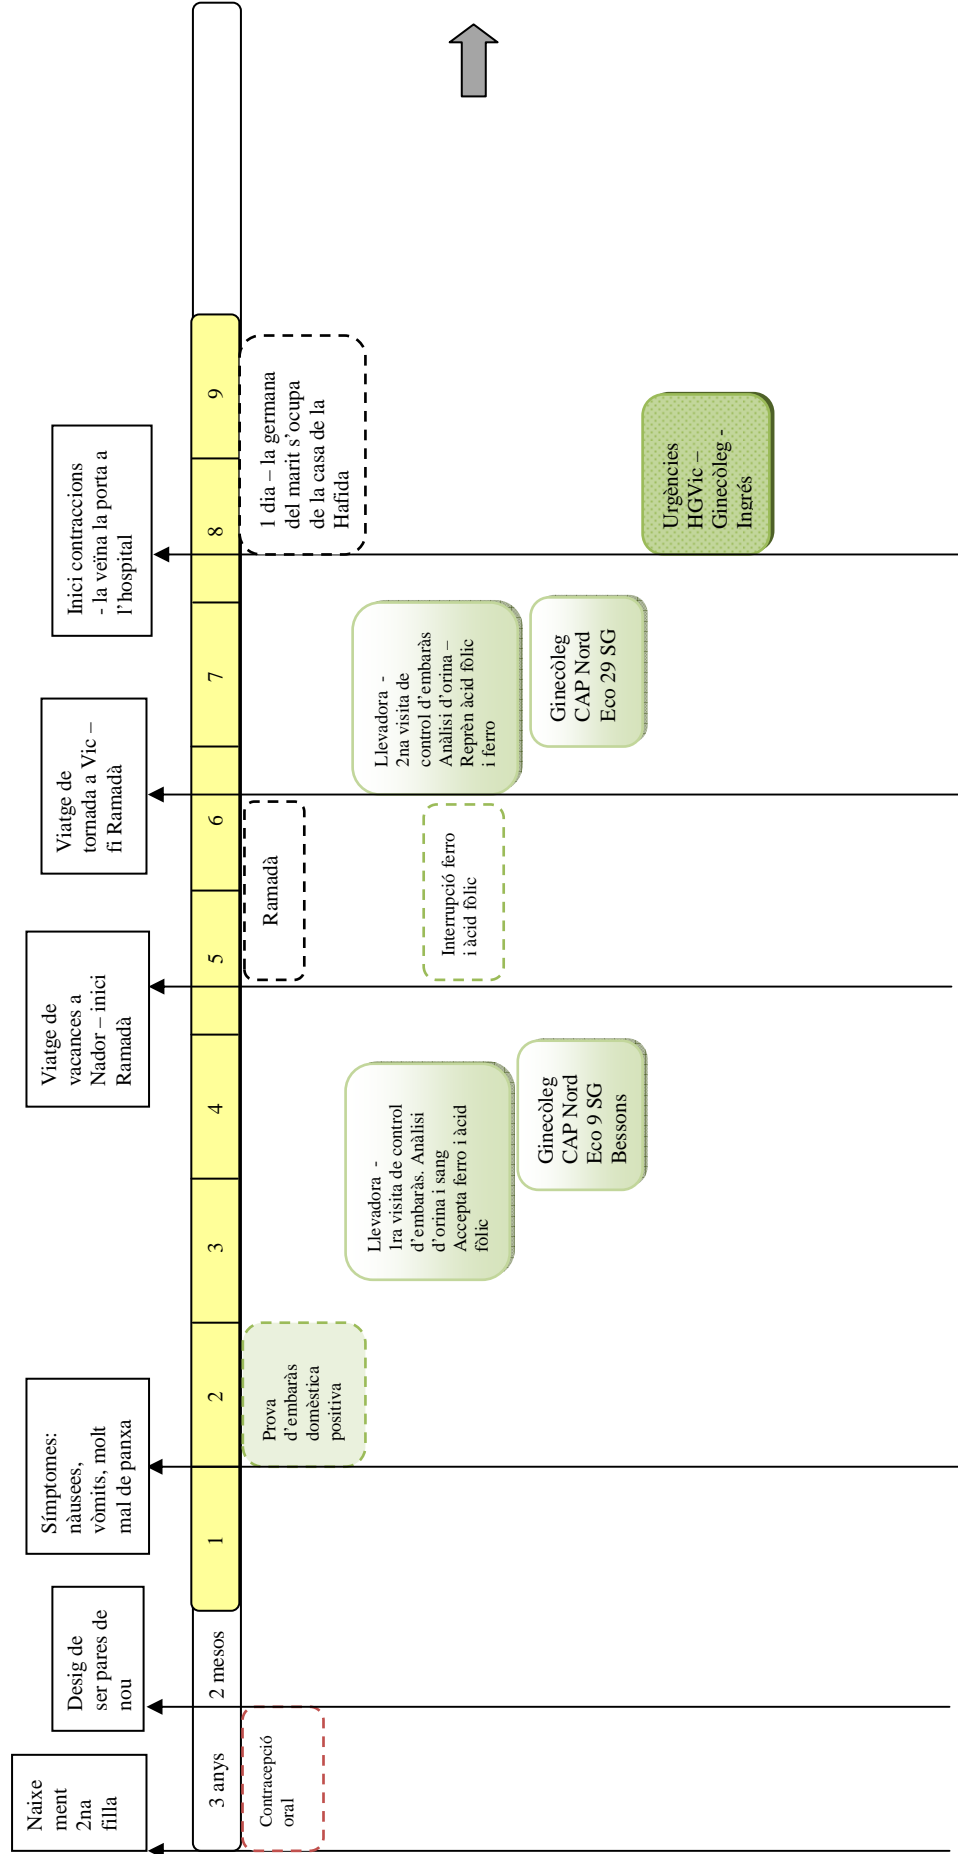 Naixe
ment
2na
filla
Desig de
ser pares de
nou
Símptomes:
nàusees,
vòmits, molt
mal de panxa
Viatge de
vacances a
Nador – inici
Ramadà
Viatge de
tornada a Vic –
fi Ramadà
Inici contraccions
- la veïna la porta a
l’hospital
3 anys
2 mesos
1
2
3
4
5
6
7
8
9
Contracepció
oral
Prova
d’embaràs
domèstica
positiva
Ramadà
1 dia – la germana
del marit s’ocupa
de la casa de la
Hafida
Llevadora -
1ra visita de control
d’embaràs. Anàlisi
d’orina i sang
Accepta ferro i àcid
fòlic
Interrupció ferro
i àcid fòlic
Llevadora -
2na visita de
control d’embaràs
Anàlisi d’orina –
Reprèn àcid fòlic
i ferro
Ginecòleg
CAP Nord
Eco 9 SG
Bessons
Ginecòleg
CAP Nord
Eco 29 SG
Urgències
HGVic –
Ginecòleg -
Ingrés